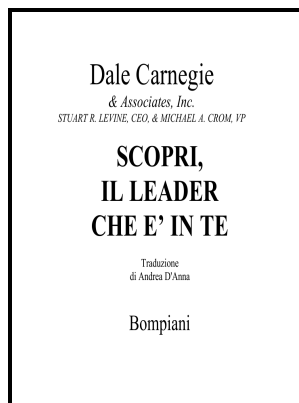 Dale Carnegie
& Associates, Inc.
STUART R. LEVINE, CEO, & MICHAEL A. CROM, VP
SCOPRI,
IL LEADER
CHE E’ IN TE
Traduzione
di Andrea D'Anna
Bompiani